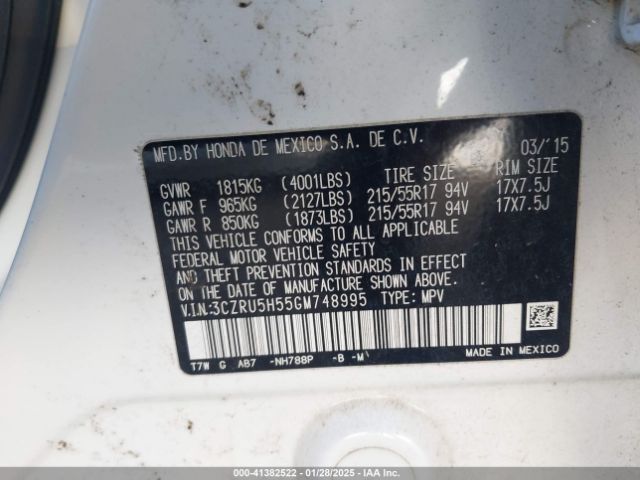 MFD.BY HONDA DE MEXICO S.A. DE C.V. 03/'15
TIRE SIZE RIM SIZE
GVWR 1815KG (4001LBS)
GAWR F 965KG (2127LBS) 215/55R17 94V 17X7.5J
GAWR R 850KG (1873LBS) 215/55R17 94V 17X7.5J
THIS VEHICLE CONFORMS TO ALL APPLICABLE
FEDERAL MOTOR VEHICLE SAFETY
AND THEFT PREVENTION STANDARDS IN EFFECT
ON THE DATE OF MANUFACTURE SHOWN ABOVE.
V.I.N:3CZRU5H55GM748995 TYPE: MPV
T7W G AB7 -NH788P -B -M
MADE IN MEXICO
000-41382522 | 01/28/2025 | IAA Inc.